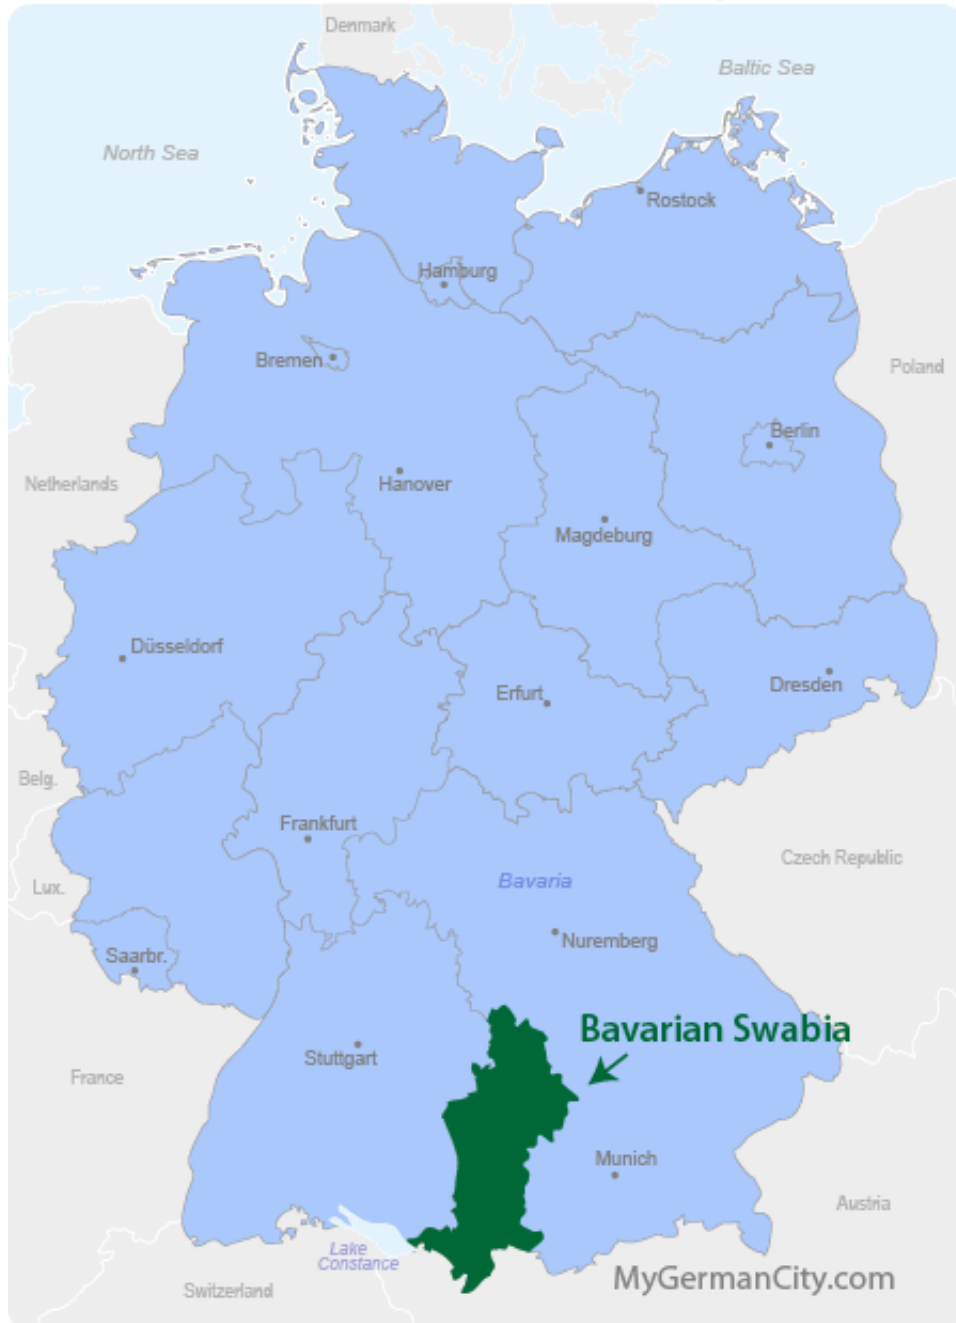 Denmark
Baltic Sea
North Sea
Rostock
Hamburg
Bremen
Poland
Berlin
Netherlands
Hanover
Magdeburg
Düsseldorf
Erfurt
Dresden
Belg.
Frankfurt
Czech Republic
Bavaria
Lux.
Nuremberg
Saarbr.
Bavarian Swabia
Stuttgart
France
Munich
Austria
Lake
Constance
Switzerland
MyGermanCity.com